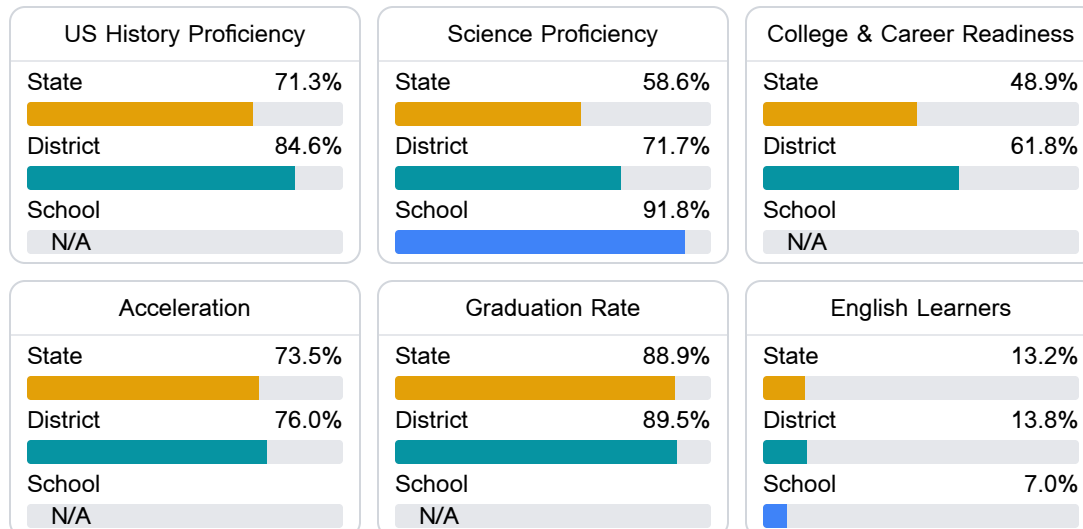 US History Proficiency
State 71.3%
District 84.6%
School
N/A
Science Proficiency
State 58.6%
District 71.7%
School 91.8%
College & Career Readiness
State 48.9%
District 61.8%
School
N/A
Acceleration
State 73.5%
District 76.0%
School
N/A
Graduation Rate
State 88.9%
District 89.5%
School
N/A
English Learners
State 13.2%
District 13.8%
School 7.0%